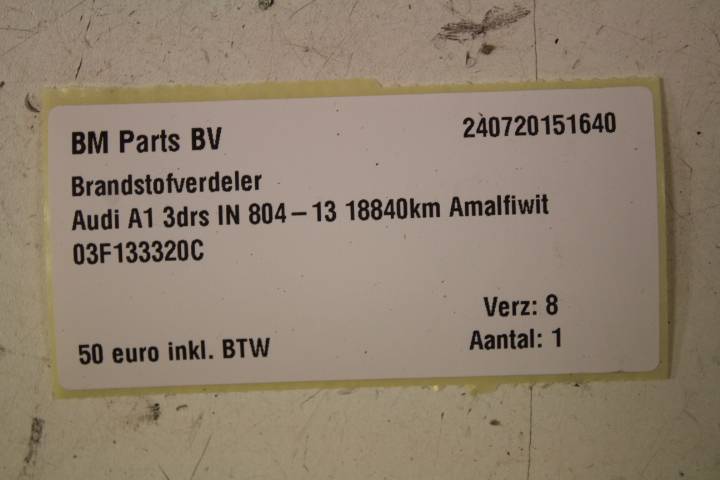 BM Parts BV 240720151640
Brandstofverdeler
Audi A1 3drs IN 804-13 18840km Amalfiwit
03F133320C
Verz: 8
50 euro inkl. BTW Aantal: 1